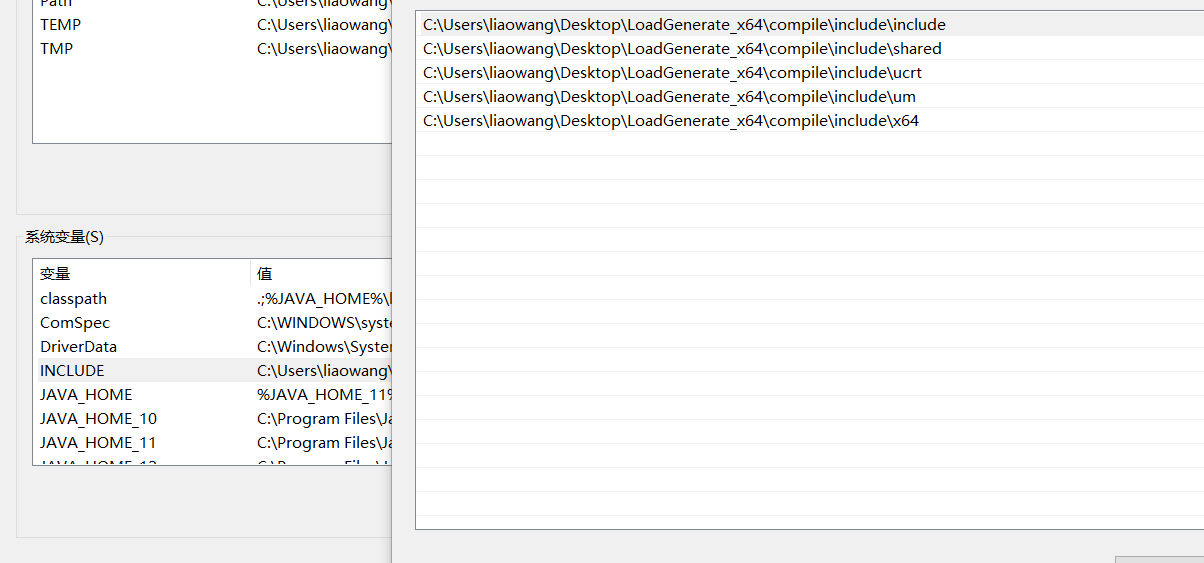 Path C:\Users\liaowang\
TEMP C:\Users\liaowang\
TMP C:\Users\liaowang\
系统变量(S)
变量 值
classpath .;%JAVA_HOME%\l
ComSpec C:\WINDOWS\syste
DriverData C:\Windows\System
INCLUDE C:\Users\liaowang\
JAVA_HOME %JAVA_HOME_11%
JAVA_HOME_10 C:\Program Files\Ja
JAVA_HOME_11 C:\Program Files\Ja
C:\Users\liaowang\Desktop\LoadGenerate_x64\compile\include\include
C:\Users\liaowang\Desktop\LoadGenerate_x64\compile\include\shared
C:\Users\liaowang\Desktop\LoadGenerate_x64\compile\include\ucrt
C:\Users\liaowang\Desktop\LoadGenerate_x64\compile\include\um
C:\Users\liaowang\Desktop\LoadGenerate_x64\compile\include\x64